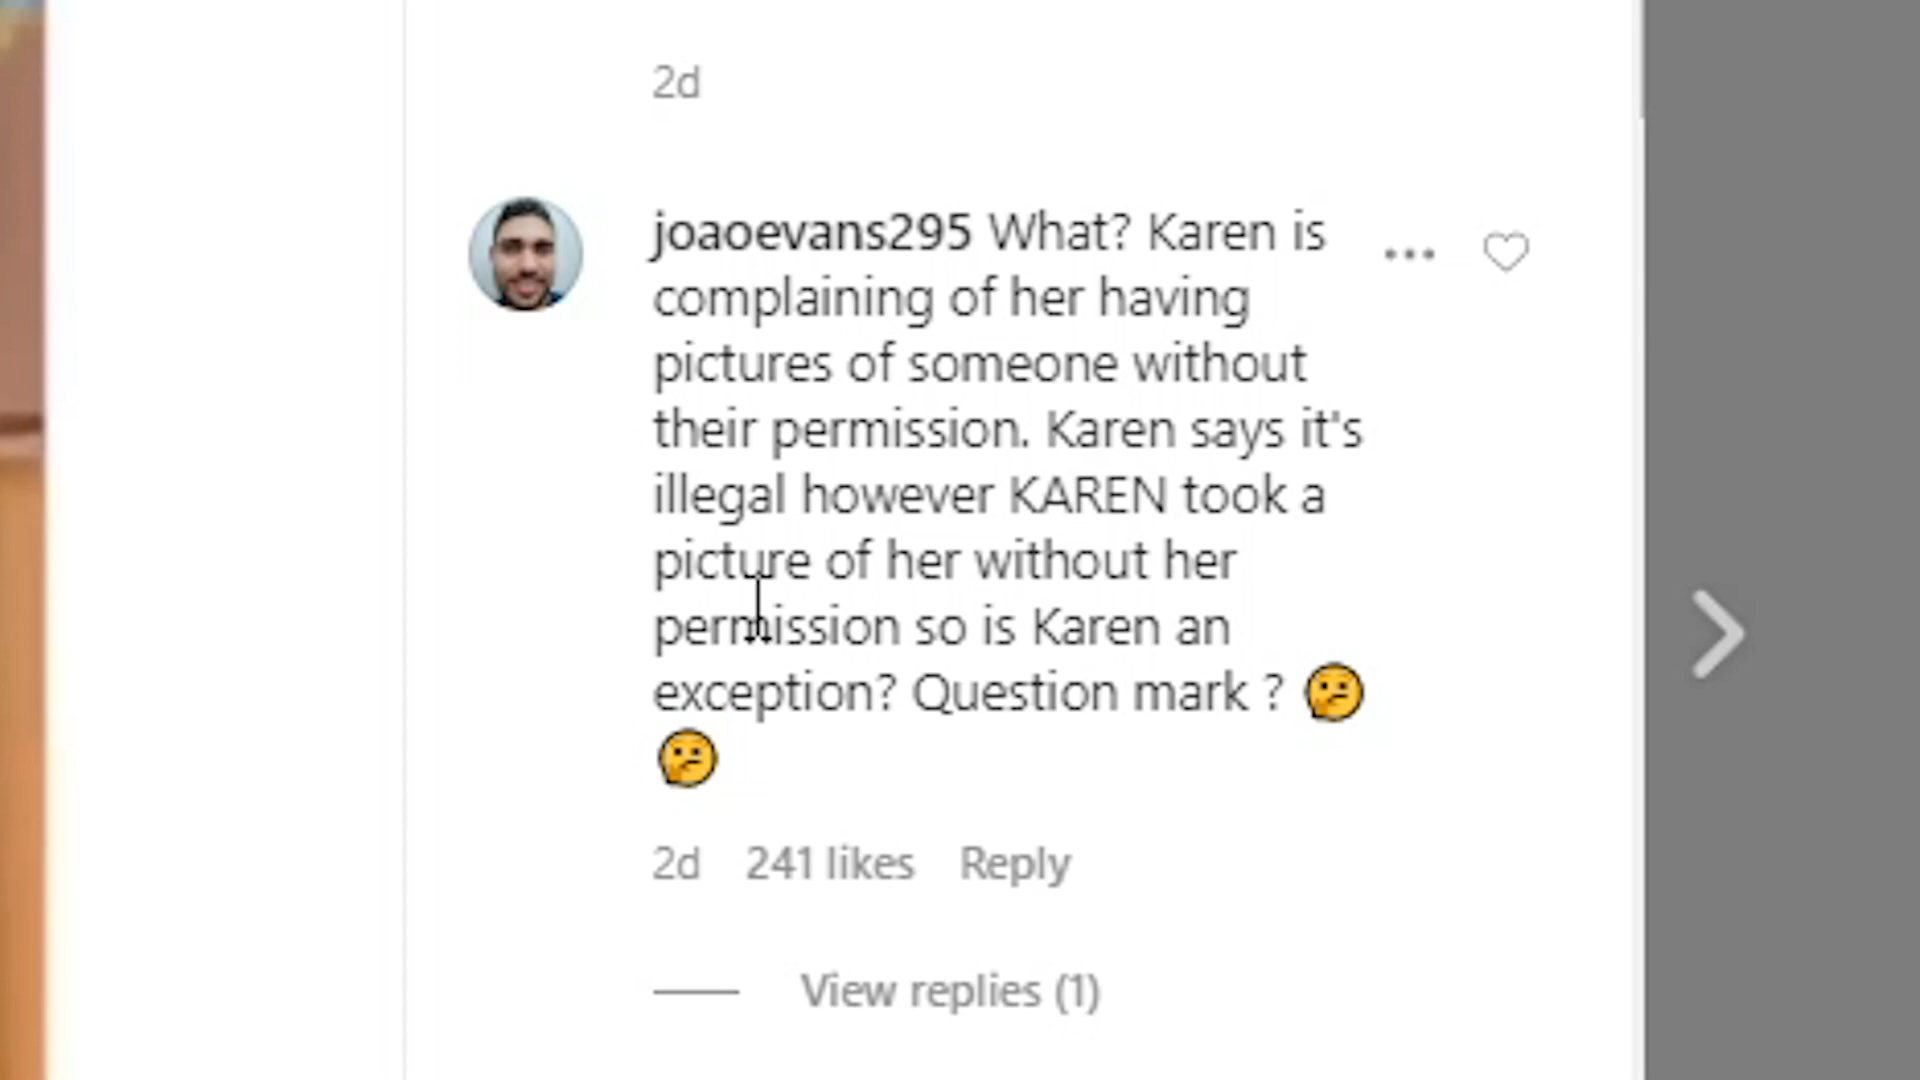 2d
joaoevans295 What? Karen is
complaining of her having
pictures of someone without
their permission. Karen says it's
illegal however KAREN took a
picture of her without her
permission so is Karen an
exception? Question mark ? 🤔
🤔
2d 241 likes Reply
View replies (1)